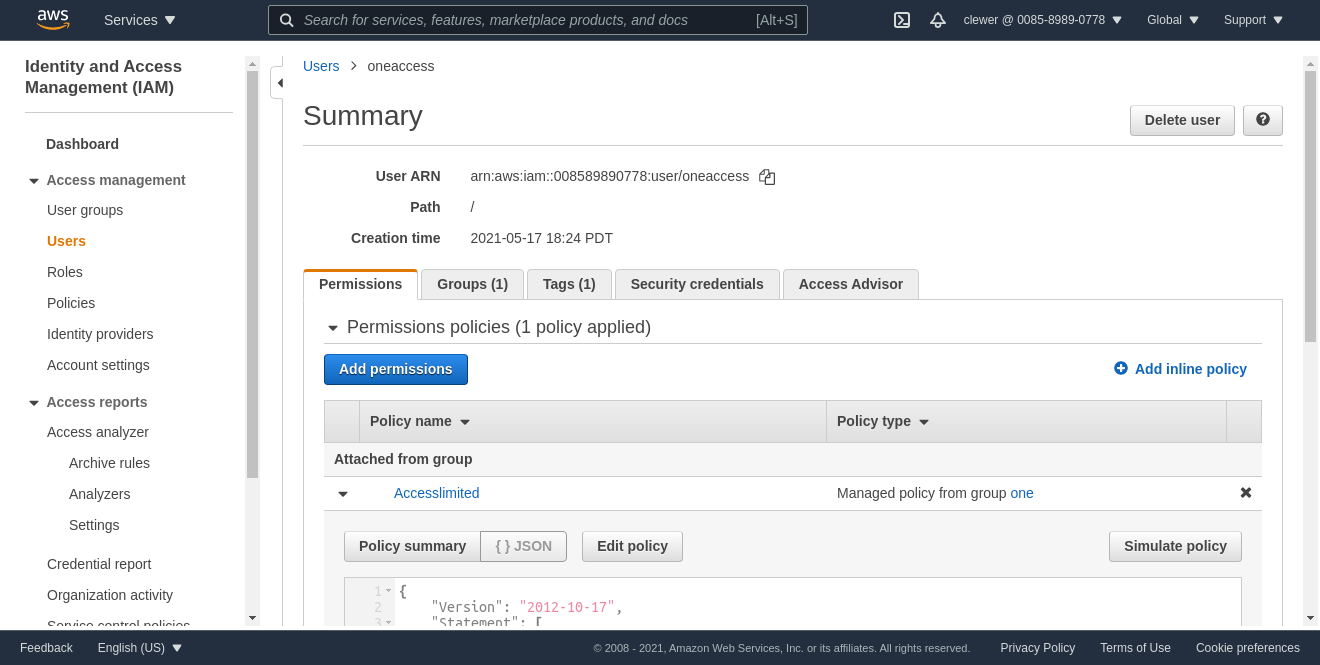 aws Services Search for services, features, marketplace products, and docs [Alt+S] clewer @ 0085-8989-0778 Global Support
Identity and Access
Management (IAM)
Dashboard
Access management
User groups
Users
Roles
Policies
Identity providers
Account settings
Access reports
Access analyzer
Archive rules
Analyzers
Settings
Credential report
Organization activity
Service control policies
Users > oneaccess
Summary
Delete user
User ARN arn:aws:iam::008589890778:user/oneaccess
Path /
Creation time 2021-05-17 18:24 PDT
Permissions Groups (1) Tags (1) Security credentials Access Advisor
Permissions policies (1 policy applied)
Add permissions Add inline policy
Policy name Policy type
Attached from group
Accesslimited Managed policy from group one
Policy summary { } JSON Edit policy Simulate policy
1 {
2 "Version": "2012-10-17",
3 "Statement": [
Feedback English (US) © 2008 - 2021, Amazon Web Services, Inc. or its affiliates. All rights reserved. Privacy Policy Terms of Use Cookie preferences